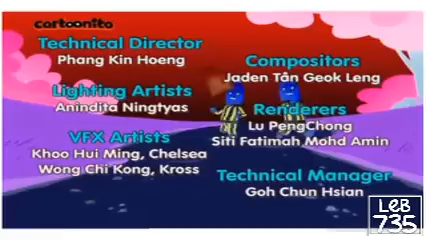 cartoonito
Technical Director
Phang Kin Hoeng
Lighting Artists
Anindita Ningtyas
VFX Artists
Khoo Hui Ming, Chelsea
Wong Chi Kong, Kross
Compositors
Jaden Tan Geok Leng
Renderers
Lu PengChong
Siti Fatimah Mohd Amin
Technical Manager
Goh Chun Hsian
LeB
735